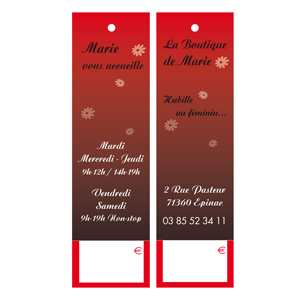 Marie
vous accueille
Mardi
Mercredi - Jeudi
9h-12h / 14h-19h
Vendredi
Samedi
9h-19h Non-stop
€
La Boutique
de Marie
Habille
au féminin...
2 Rue Pasteur
71360 Epinac
03 85 52 34 11
€